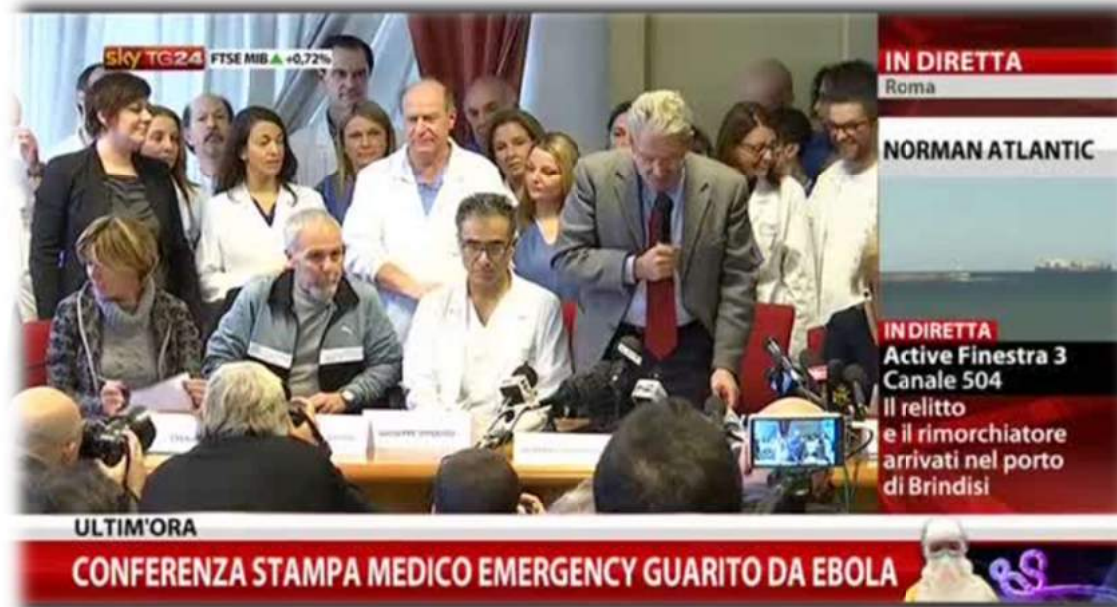 sky TG24 FTSE MIB ▲ +0,72%
IN DIRETTA
Roma
NORMAN ATLANTIC
IN DIRETTA
Active Finestra 3
Canale 504
Il relitto
e il rimorchiatore
arrivati nel porto
di Brindisi
ULTIM'ORA
CONFERENZA STAMPA MEDICO EMERGENCY GUARITO DA EBOLA